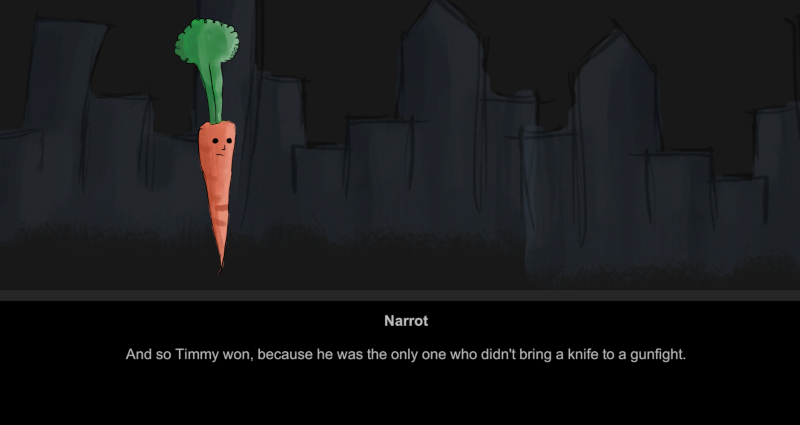 Narrot
And so Timmy won, because he was the only one who didn't bring a knife to a gunfight.